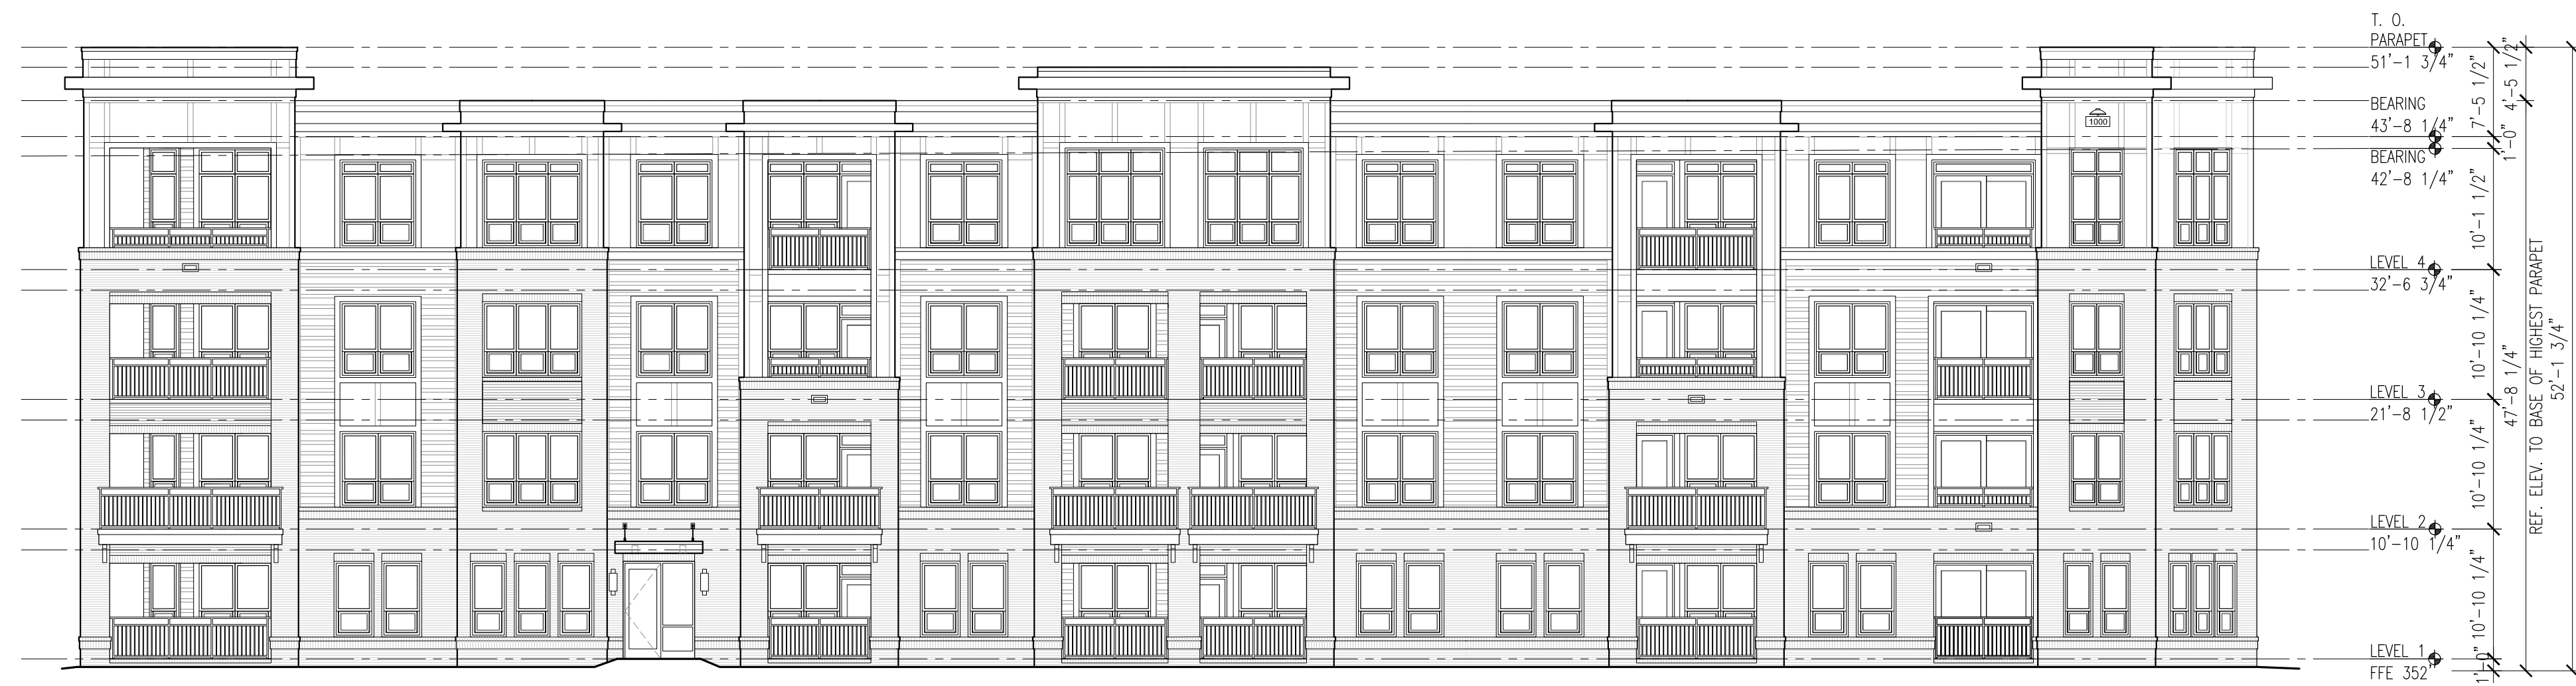 T. O.
PARAPET
51'-1 3/4"
1000
BEARING
43'-8 1/4"
BEARING
42'-8 1/4"
LEVEL 4
32'-6 3/4"
LEVEL 3
21'-8 1/2"
LEVEL 2
10'-10 1/4"
LEVEL 1
FFE 352'
7'-5 1/2"
10'-1 1/2"
10'-10 1/4"
10'-10 1/4"
10'-10 1/4"
1'-0"
4'-5 1/2"
1'-0"
47'-8 1/4"
REF. ELEV. TO BASE OF HIGHEST PARAPET
52'-1 3/4"